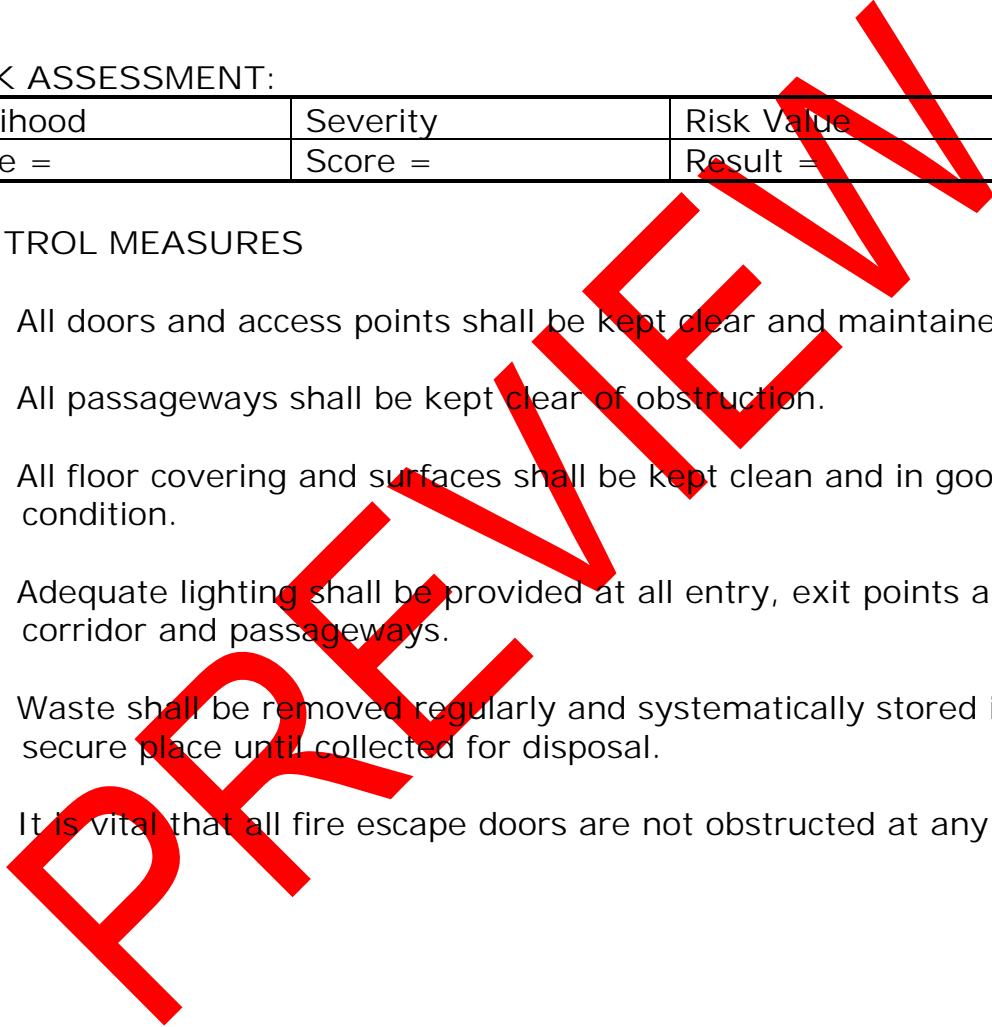 K ASSESSMENT:
ihood Severity Risk Value
e = Score = Result =
TROL MEASURES
All doors and access points shall be kept clear and maintaine
All passageways shall be kept clear of obstruction.
All floor covering and surfaces shall be kept clean and in goo
condition.
Adequate lighting shall be provided at all entry, exit points a
corridor and passageways.
Waste shall be removed regularly and systematically stored i
secure place until collected for disposal.
It is vital that all fire escape doors are not obstructed at any
PREVIEW